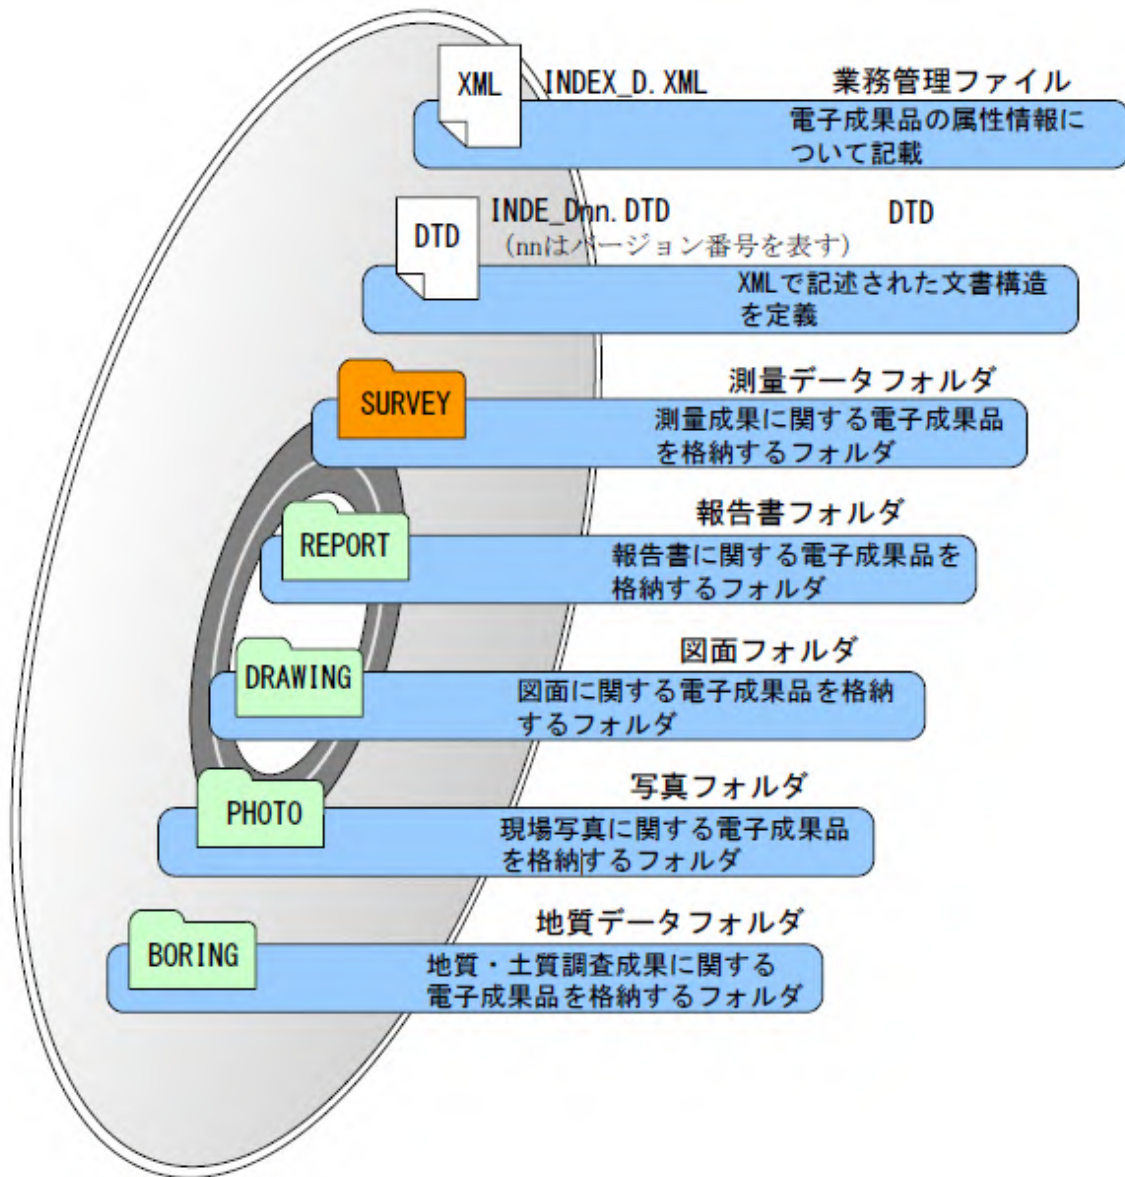 XML
INDEX_D.XML 業務管理ファイル
電子成果品の属性情報に
ついて記載
DTD
INDE_Dnn.DTD DTD
(nnはバージョン番号を表す)
XMLで記述された文書構造
を定義
SURVEY
測量データフォルダ
測量成果に関する電子成果品
を格納するフォルダ
REPORT
報告書フォルダ
報告書に関する電子成果品を
格納するフォルダ
DRAWING
図面フォルダ
図面に関する電子成果品を格納
するフォルダ
PHOTO
写真フォルダ
現場写真に関する電子成果品
を格納するフォルダ
BORING
地質データフォルダ
地質・土質調査成果に関する
電子成果品を格納するフォルダ